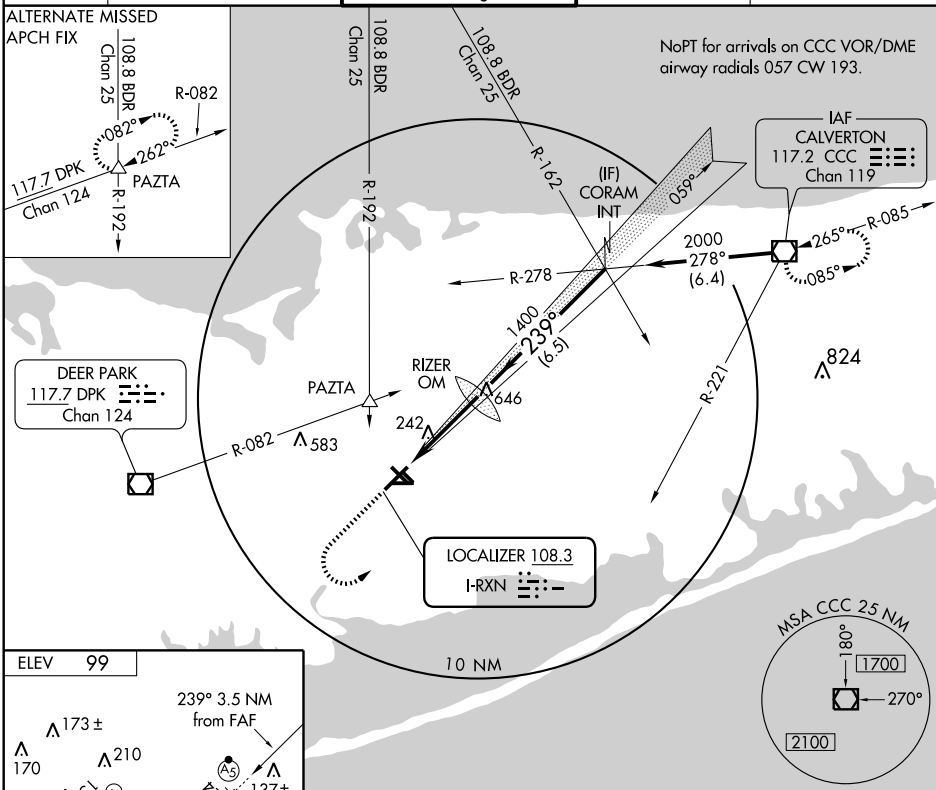 ALTERNATE MISSED
APCH FIX
108.8 BDR
Chan 25
R-082
082°
262°
117.7 DPK
Chan 124
PAZTA
R-192
108.8 BDR
Chan 25
R-192
108.8 BDR
Chan 25
R-162
NoPT for arrivals on CCC VOR/DME
airway radials 057 CW 193.
IAF
CALVERTON
117.2 CCC
Chan 119
(IF)
CORAM
INT
059°
2000
278°
(6.4)
R-278
265°
R-085
085°
1400
239°
(6.5)
R-221
824
RIZER
OM
646
242
PAZTA
DEER PARK
117.7 DPK
Chan 124
R-082
583
LOCALIZER 108.3
I-RXN
10 NM
MSA CCC 25 NM
180°
1700
270°
2100
ELEV 99
239° 3.5 NM
from FAF
173 ±
170
210
A5